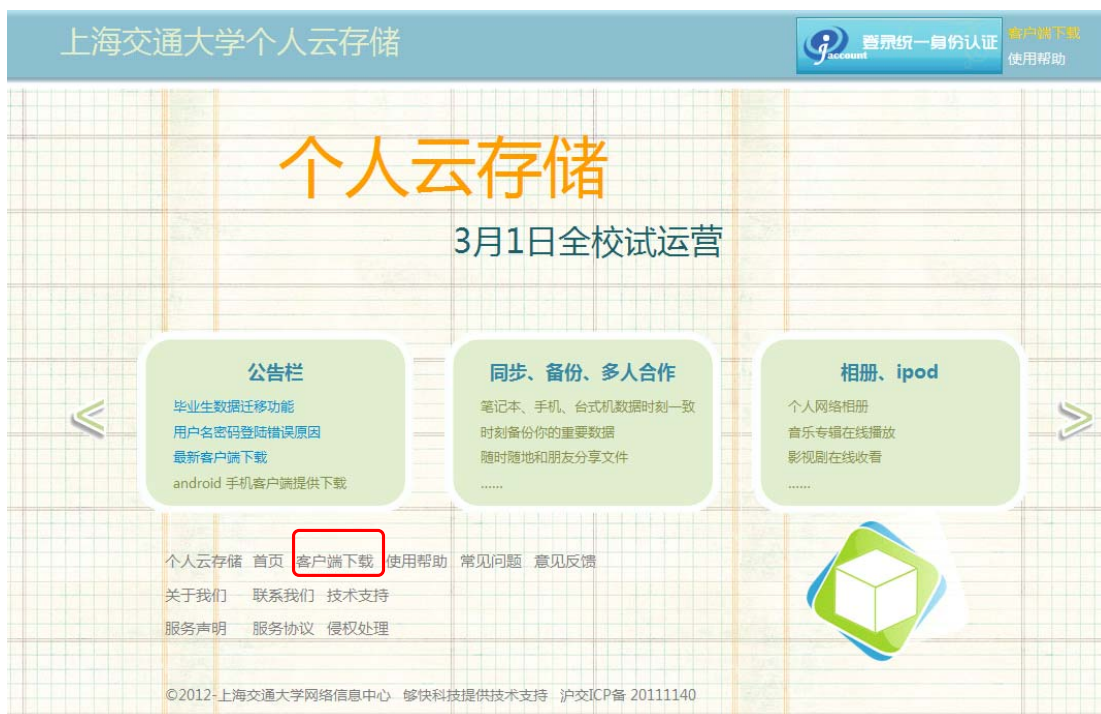 上海交通大学个人云存储
jaccount 登录统一身份认证
客户端下载
使用帮助
个人云存储
3月1日全校试运营
公告栏
毕业生数据迁移功能
用户名密码登陆错误原因
最新客户端下载
android 手机客户端提供下载
同步、备份、多人合作
笔记本、手机、台式机数据时刻一致
时刻备份你的重要数据
随时随地和朋友分享文件
......
相册、ipod
个人网络相册
音乐专辑在线播放
影视剧在线收看
......
个人云存储 首页 客户端下载 使用帮助 常见问题 意见反馈
关于我们 联系我们 技术支持
服务声明 服务协议 侵权处理
©2012-上海交通大学网络信息中心 够快科技提供技术支持 沪交ICP备 20111140